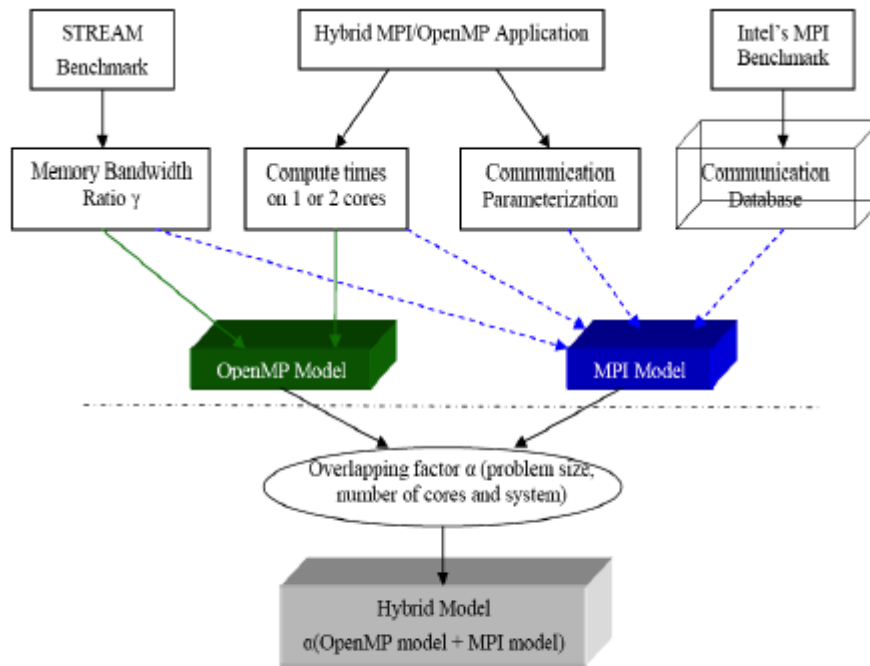 STREAM
Benchmark
Hybrid MPI/OpenMP Application
Intel's MPI
Benchmark
Memory Bandwidth
Ratio γ
Compute times
on 1 or 2 cores
Communication
Parameterization
Communication
Database
OpenMP Model
MPI Model
Overlapping factor α (problem size,
number of cores and system)
Hybrid Model
α(OpenMP model + MPI model)